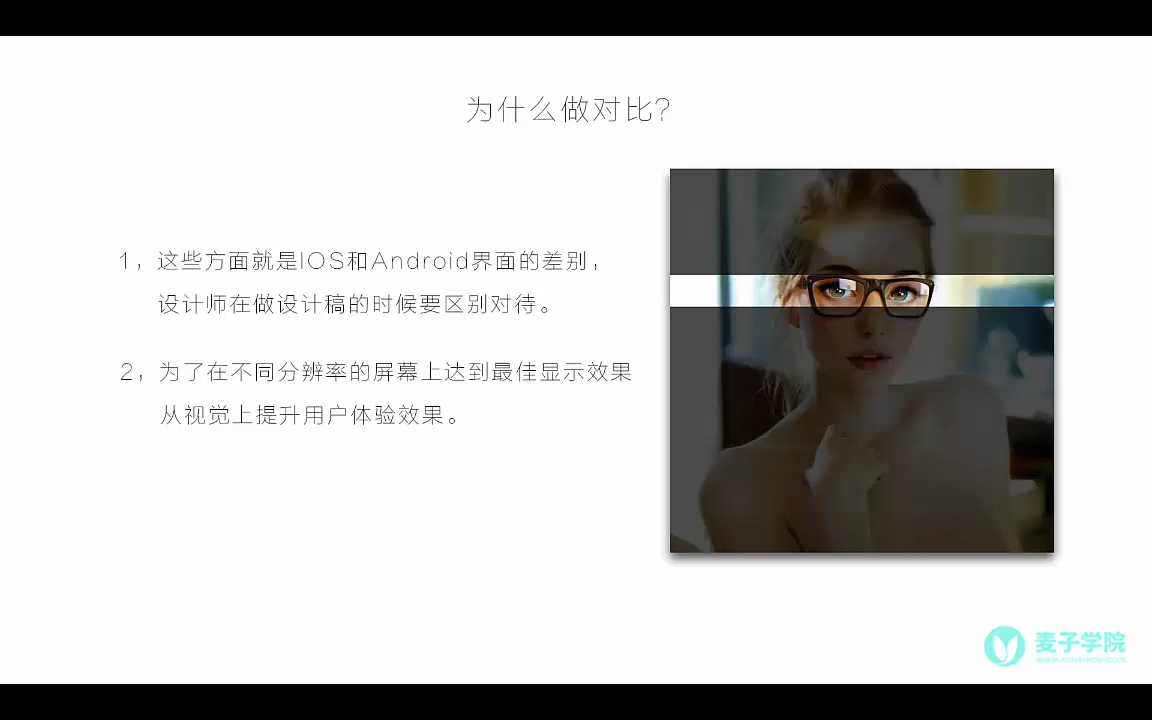 为什么做对比?
1，这些方面就是IOS和Android界面的差别，
设计师在做设计稿的时候要区别对待。
2，为了在不同分辨率的屏幕上达到最佳显示效果
从视觉上提升用户体验效果。
麦子学院